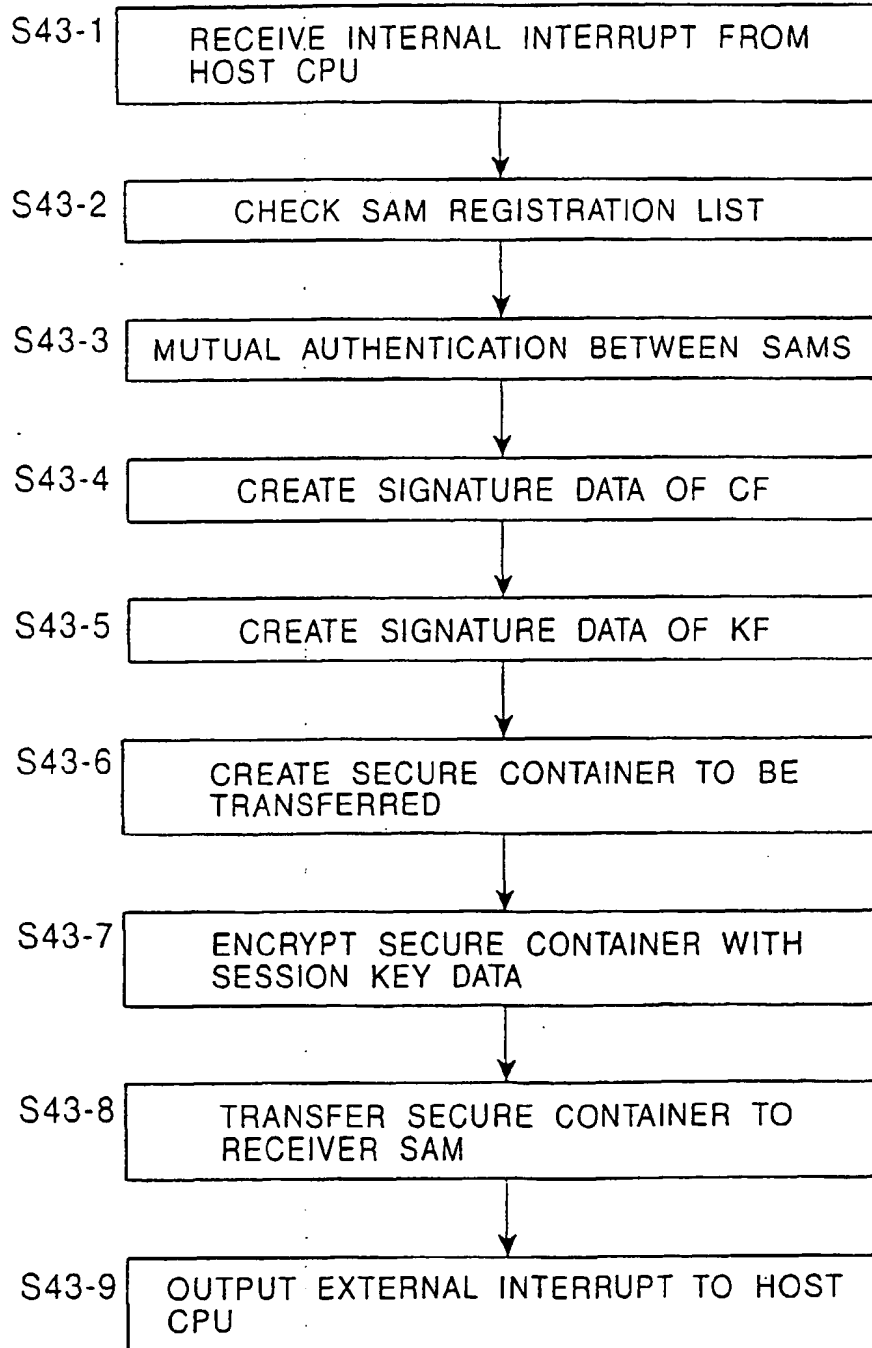 S43-1
RECEIVE INTERNAL INTERRUPT FROM
HOST CPU
S43-2
CHECK SAM REGISTRATION LIST
S43-3
MUTUAL AUTHENTICATION BETWEEN SAMS
S43-4
CREATE SIGNATURE DATA OF CF
S43-5
CREATE SIGNATURE DATA OF KF
S43-6
CREATE SECURE CONTAINER TO BE
TRANSFERRED
S43-7
ENCRYPT SECURE CONTAINER WITH
SESSION KEY DATA
S43-8
TRANSFER SECURE CONTAINER TO
RECEIVER SAM
S43-9
OUTPUT EXTERNAL INTERRUPT TO HOST
CPU